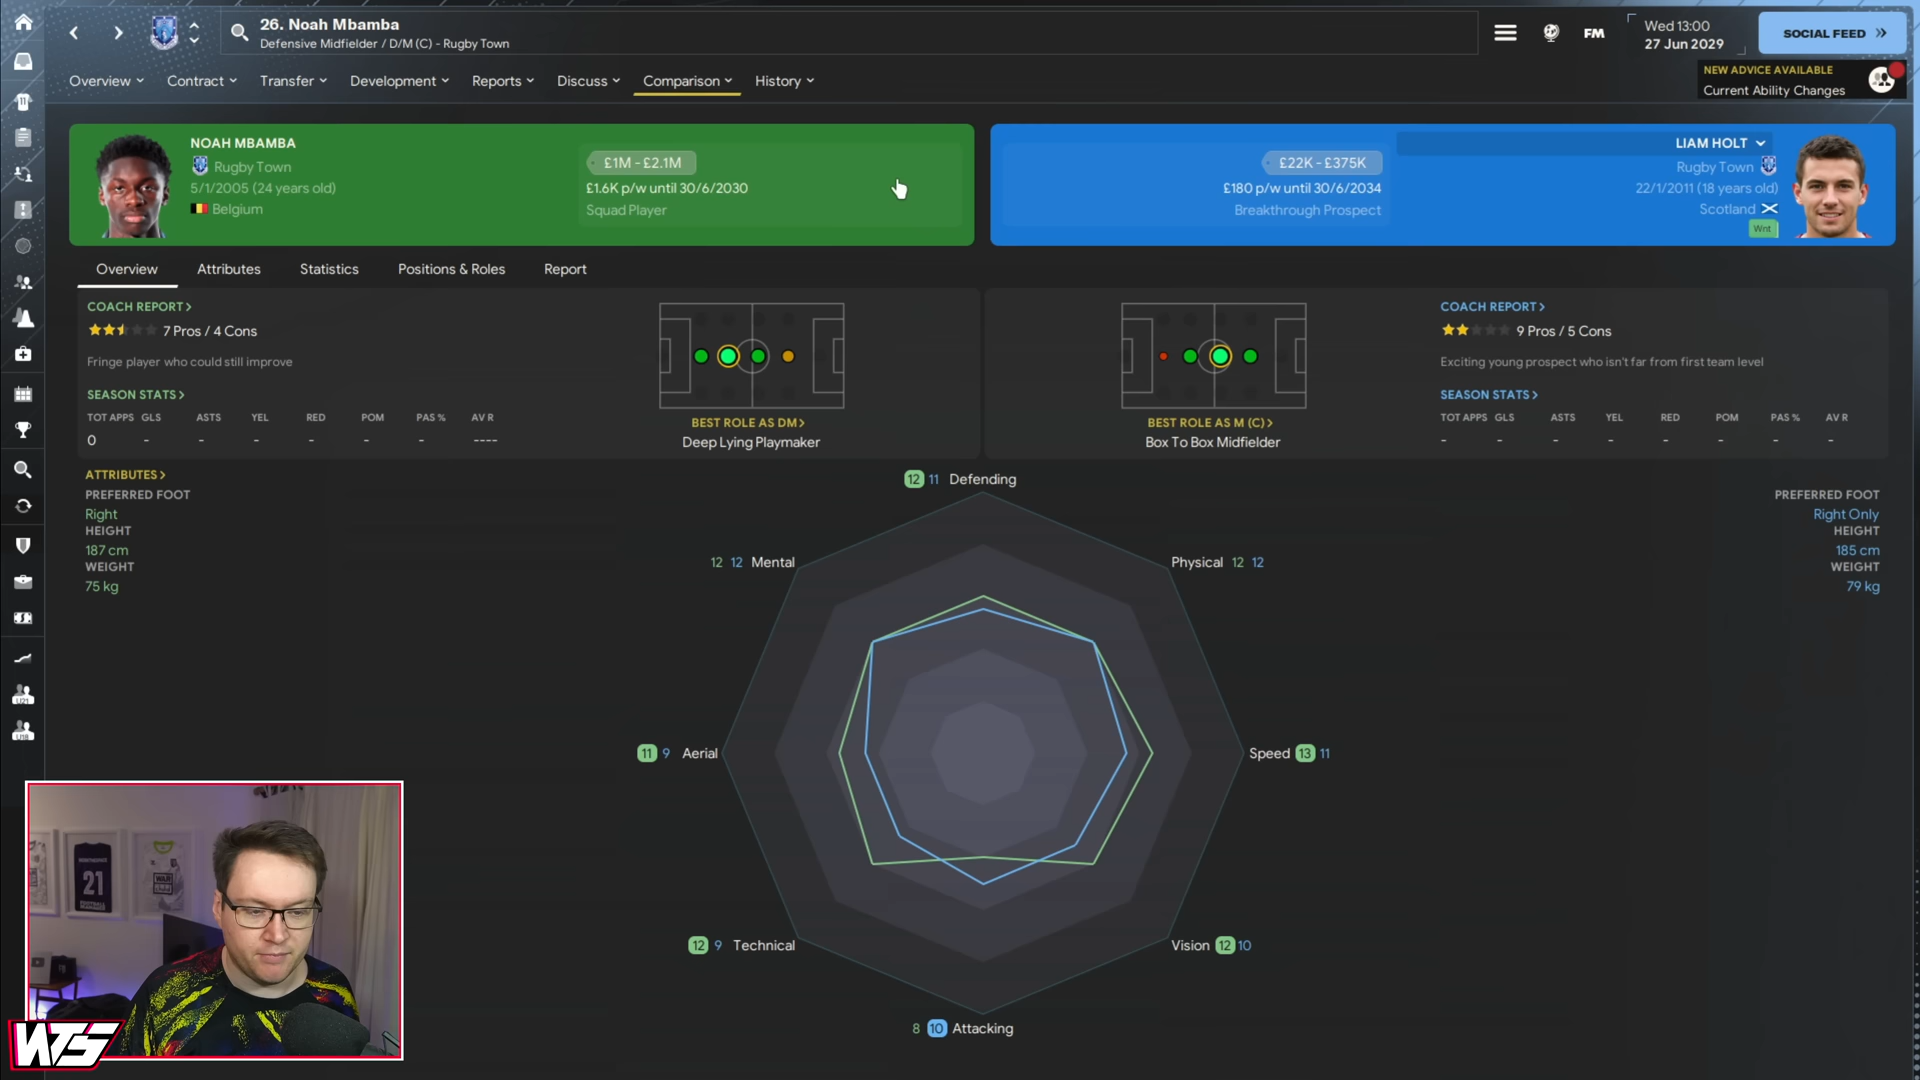 26. Noah Mbamba
Defensive Midfielder / D/M (C) - Rugby Town
FM
Wed 13:00
27 Jun 2029
SOCIAL FEED
Overview Contract Transfer Development Reports Discuss Comparison History
NEW ADVICE AVAILABLE
Current Ability Changes
NOAH MBAMBA
Rugby Town
5/1/2005 (24 years old)
Belgium
£1M - £2.1M
£1.6K p/w until 30/6/2030
Squad Player
LIAM HOLT
Rugby Town
22/1/2011 (18 years old)
Scotland
Wnt
£22K - £375K
£180 p/w until 30/6/2034
Breakthrough Prospect
Overview Attributes Statistics Positions & Roles Report
COACH REPORT >
7 Pros / 4 Cons
Fringe player who could still improve
SEASON STATS >
TOT APPS GLS ASTS YEL RED POM PAS % AV R
0 - - - - - - ----
BEST ROLE AS DM >
Deep Lying Playmaker
BEST ROLE AS M (C) >
Box To Box Midfielder
COACH REPORT >
9 Pros / 5 Cons
Exciting young prospect who isn't far from first team level
SEASON STATS >
TOT APPS GLS ASTS YEL RED POM PAS % AV R
- - - - - - - -
ATTRIBUTES >
PREFERRED FOOT
Right
HEIGHT
187 cm
WEIGHT
75 kg
PREFERRED FOOT
Right Only
HEIGHT
185 cm
WEIGHT
79 kg
12 11 Defending
12 12 Mental
Physical 12 12
11 9 Aerial
Speed 13 11
12 9 Technical
Vision 12 10
8 10 Attacking
U21
U18
21
WTS